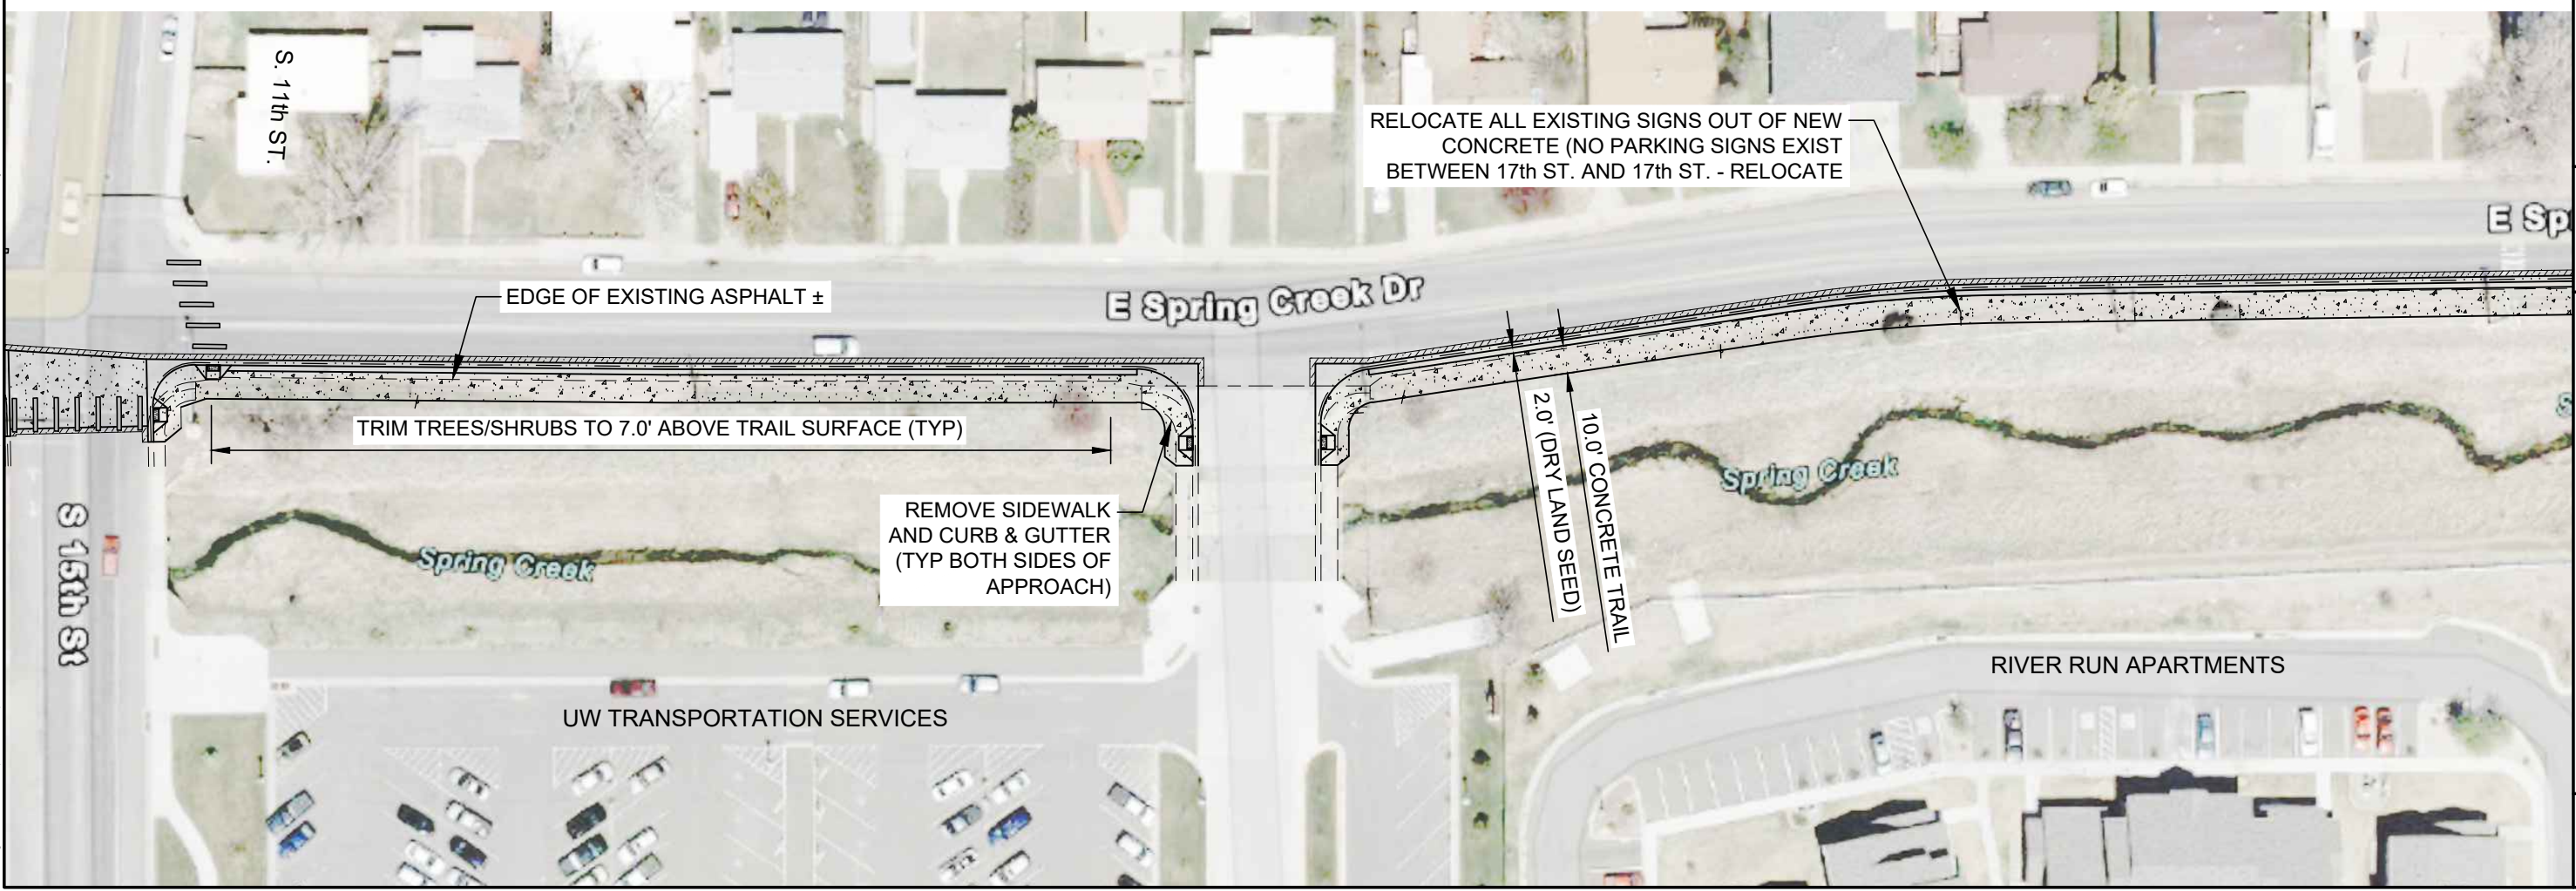 S. 11th ST.
RELOCATE ALL EXISTING SIGNS OUT OF NEW
CONCRETE (NO PARKING SIGNS EXIST
BETWEEN 17th ST. AND 17th ST. - RELOCATE
E Sp
EDGE OF EXISTING ASPHALT ±
E Spring Creek Dr
TRIM TREES/SHRUBS TO 7.0' ABOVE TRAIL SURFACE (TYP)
2.0' (DRY LAND SEED)
10.0' CONCRETE TRAIL
Spring Creek
S
REMOVE SIDEWALK
AND CURB & GUTTER
(TYP BOTH SIDES OF
APPROACH)
S 15th St
Spring Creek
RIVER RUN APARTMENTS
UW TRANSPORTATION SERVICES